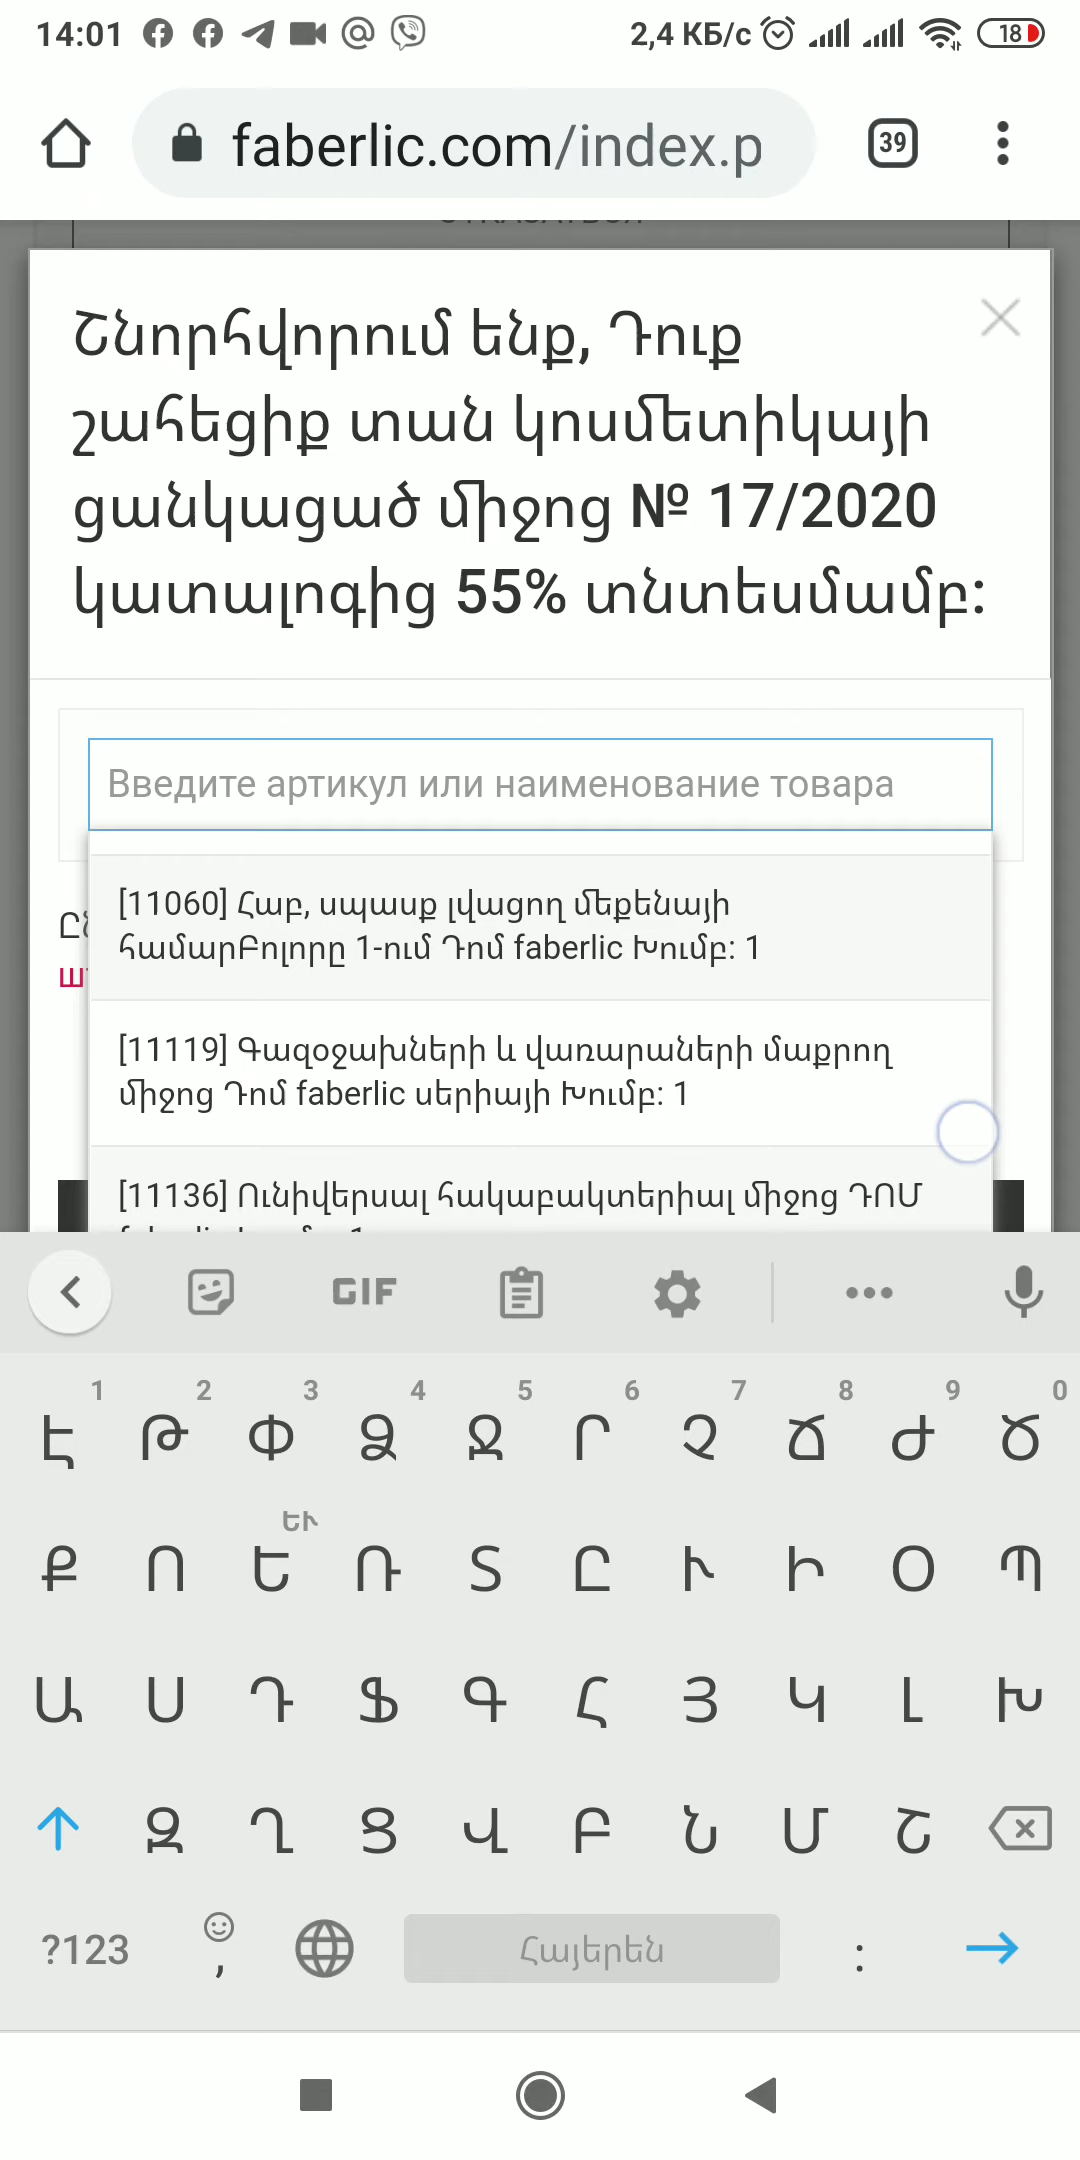 14:01 2,4 КБ/с 18
faberlic.com/index.p 39
Շնորհվորում ենք, Դուք
շահեցիք տան կոսմետիկայի
ցանկացած միջոց № 17/2020
կատալոգից 55% տնտեսմամբ:
Введите артикул или наименование товара
[11060] Հաբ, սպասք լվացող մեքենայի
համարԲոլորը 1-ում Դոմ faberlic Խումբ: 1
[11119] Գազօջախների և վառարաների մաքրող
միջոց Դոմ faberlic սերիայի Խումբ: 1
[11136] Ունիվերսալ հակաբակտերիալ միջոց ԴՈՄ
GIF
1 2 3 4 5 6 7 8 9 0
Է Թ Փ Ձ Ջ Ր Չ Ճ Ժ Ծ
ԵՒ
Ք Ո Ե Ռ Տ Ը Ւ Ի Օ Պ
Ա Ս Դ Ֆ Գ Հ Յ Կ Լ Խ
Զ Ղ Ց Վ Բ Ն Մ Շ
?123 , Հայերեն :